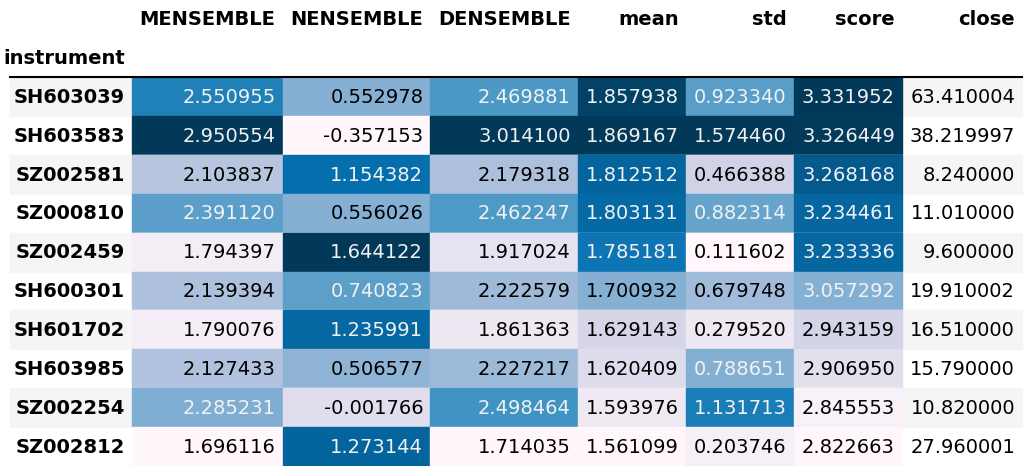 MENSEMBLE NENSEMBLE DENSEMBLE mean std score close
instrument
SH603039 2.550955 0.552978 2.469881 1.857938 0.923340 3.331952 63.410004
SH603583 2.950554 -0.357153 3.014100 1.869167 1.574460 3.326449 38.219997
SZ002581 2.103837 1.154382 2.179318 1.812512 0.466388 3.268168 8.240000
SZ000810 2.391120 0.556026 2.462247 1.803131 0.882314 3.234461 11.010000
SZ002459 1.794397 1.644122 1.917024 1.785181 0.111602 3.233336 9.600000
SH600301 2.139394 0.740823 2.222579 1.700932 0.679748 3.057292 19.910002
SH601702 1.790076 1.235991 1.861363 1.629143 0.279520 2.943159 16.510000
SH603985 2.127433 0.506577 2.227217 1.620409 0.788651 2.906950 15.790000
SZ002254 2.285231 -0.001766 2.498464 1.593976 1.131713 2.845553 10.820000
SZ002812 1.696116 1.273144 1.714035 1.561099 0.203746 2.822663 27.960001